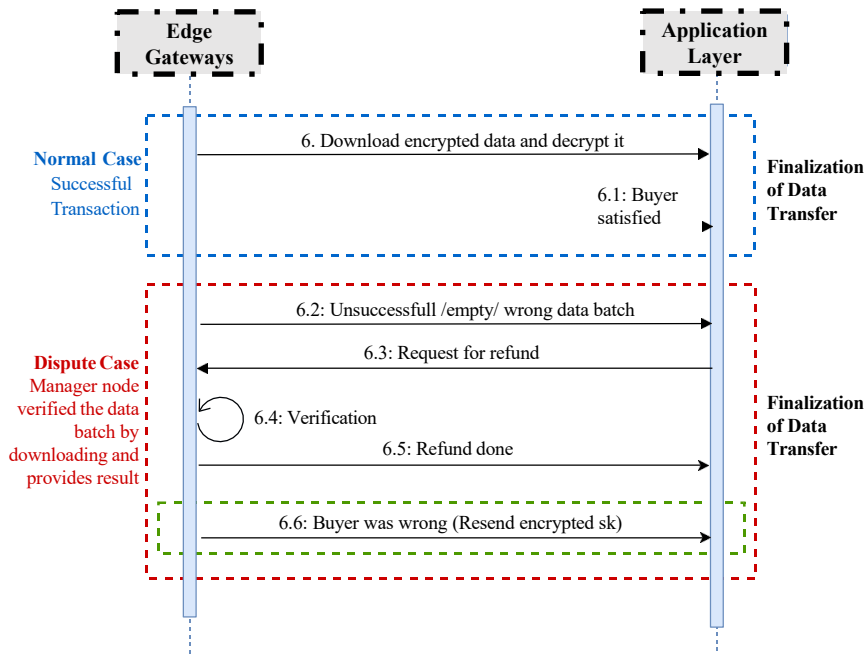 Edge
Gateways
Application
Layer
6. Download encrypted data and decrypt it
Normal Case
Successful
Transaction
6.1: Buyer
satisfied
Finalization
of Data
Transfer
6.2: Unsuccessfull /empty/ wrong data batch
6.3: Request for refund
Dispute Case
Manager node
verified the data
batch by
downloading and
provides result
6.4: Verification
6.5: Refund done
Finalization
of Data
Transfer
6.6: Buyer was wrong (Resend encrypted sk)